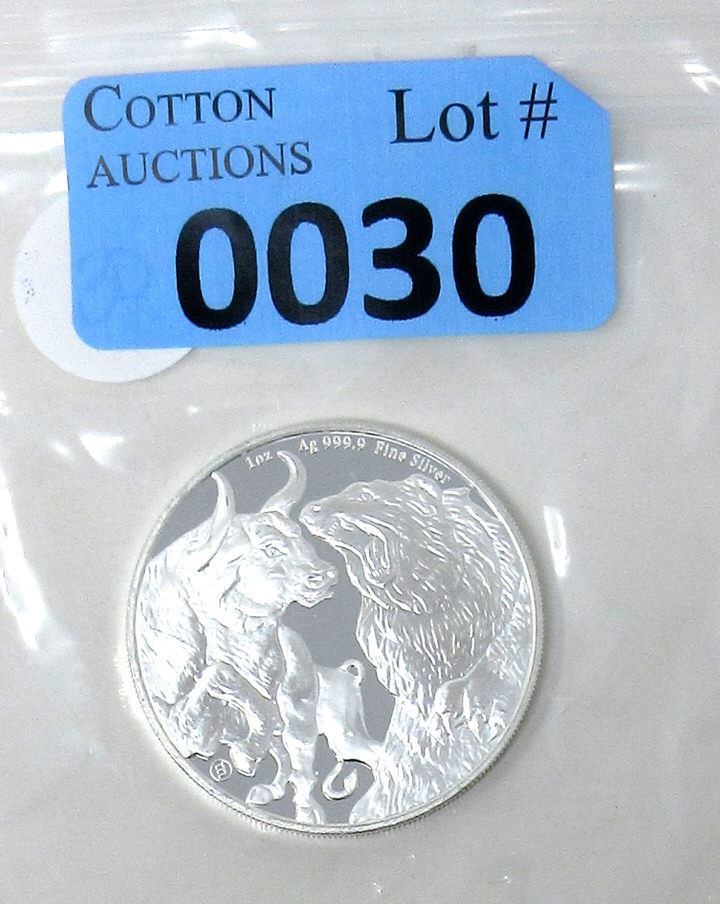 COTTON
AUCTIONS
Lot #
0030
1oz Ag 999.9 Fine Silver